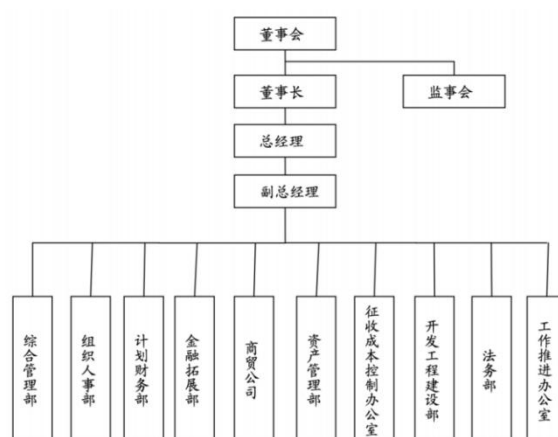 董事会
董事长
监事会
总经理
副总经理
综合管理部
组织人事部
计划财务部
金融拓展部
商贸公司
资产管理部
征收成本控制办公室
开发工程建设部
法务部
工作推进办公室